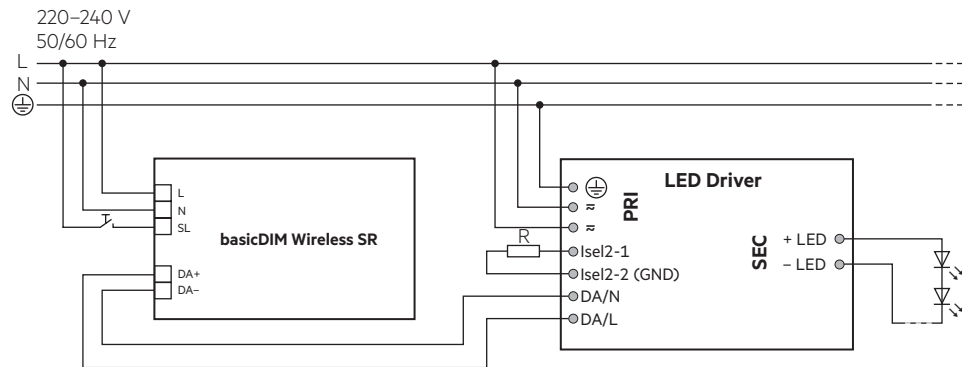 220–240 V
50/60 Hz
L
N
L
N
SL
DA+
DA–
basicDIM Wireless SR
LED Driver
PRI
≂
≂
R
Isel2-1
Isel2-2 (GND)
DA/N
DA/L
SEC
+ LED
– LED